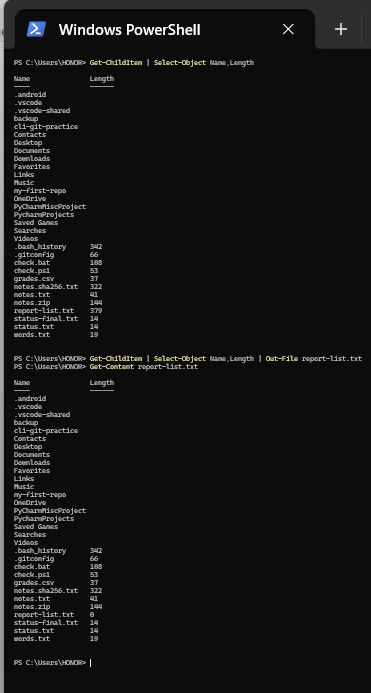 Windows PowerShell
PS C:\Users\HONOR> Get-ChildItem | Select-Object Name,Length
Name Length
---- ------
.android
.vscode
.vscode-shared
backup
cli-git-practice
Contacts
Desktop
Documents
Downloads
Favorites
Links
Music
my-first-repo
OneDrive
PyCharmMiscProject
PycharmProjects
Saved Games
Searches
Videos
.bash_history 342
.gitconfig 66
check.bat 108
check.ps1 53
grades.csv 37
notes.sha256.txt 322
notes.txt 41
notes.zip 144
report-list.txt 379
status-final.txt 14
status.txt 14
words.txt 19
PS C:\Users\HONOR> Get-ChildItem | Select-Object Name,Length | Out-File report-list.txt
PS C:\Users\HONOR> Get-Content report-list.txt
Name Length
---- ------
.android
.vscode
.vscode-shared
backup
cli-git-practice
Contacts
Desktop
Documents
Downloads
Favorites
Links
Music
my-first-repo
OneDrive
PyCharmMiscProject
PycharmProjects
Saved Games
Searches
Videos
.bash_history 342
.gitconfig 66
check.bat 108
check.ps1 53
grades.csv 37
notes.sha256.txt 322
notes.txt 41
notes.zip 144
report-list.txt 0
status-final.txt 14
status.txt 14
words.txt 19
PS C:\Users\HONOR>